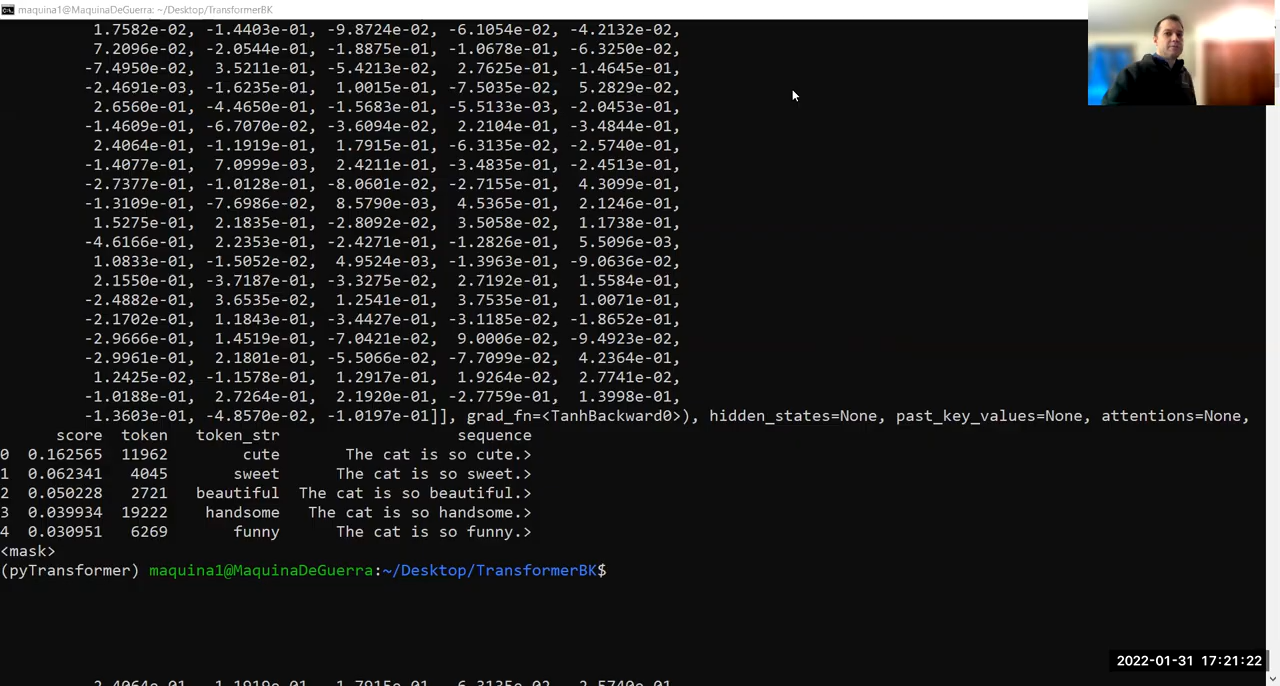 maquina1@MaquinaDeGuerra: ~/Desktop/TransformerBK
1.7582e-02, -1.4403e-01, -9.8724e-02, -6.1054e-02, -4.2132e-02,
7.2096e-02, -2.0544e-01, -1.8875e-01, -1.0678e-01, -6.3250e-02,
-7.4950e-02, 3.5211e-01, -5.4213e-02, 2.7625e-01, -1.4645e-01,
-2.4691e-03, -1.6235e-01, 1.0015e-01, -7.5035e-02, 5.2829e-02,
2.6560e-01, -4.4650e-01, -1.5683e-01, -5.5133e-03, -2.0453e-01,
-1.4609e-01, -6.7070e-02, -3.6094e-02, 2.2104e-01, -3.4844e-01,
2.4064e-01, -1.1919e-01, 1.7915e-01, -6.3135e-02, -2.5740e-01,
-1.4077e-01, 7.0999e-03, 2.4211e-01, -3.4835e-01, -2.4513e-01,
-2.7377e-01, -1.0128e-01, -8.0601e-02, -2.7155e-01, 4.3099e-01,
-1.3109e-01, -7.6986e-02, 8.5790e-03, 4.5365e-01, 2.1246e-01,
1.5275e-01, 2.1835e-01, -2.8092e-02, 3.5058e-02, 1.1738e-01,
-4.6166e-01, 2.2353e-01, -2.4271e-01, -1.2826e-01, 5.5096e-03,
1.0833e-01, -1.5052e-02, 4.9524e-03, -1.3963e-01, -9.0636e-02,
2.1550e-01, -3.7187e-01, -3.3275e-02, 2.7192e-01, 1.5584e-01,
-2.4882e-01, 3.6535e-02, 1.2541e-01, 3.7535e-01, 1.0071e-01,
-2.1702e-01, 1.1843e-01, -3.4427e-01, -3.1185e-02, -1.8652e-01,
-2.9666e-01, 1.4519e-01, -7.0421e-02, 9.0006e-02, -9.4923e-02,
-2.9961e-01, 2.1801e-01, -5.5066e-02, -7.7099e-02, 4.2364e-01,
1.2425e-02, -1.1578e-01, 1.2917e-01, 1.9264e-02, 2.7741e-02,
-1.0188e-01, 2.7264e-01, 2.1920e-01, -2.7759e-01, 1.3998e-01,
-1.3603e-01, -4.8570e-02, -1.0197e-01]], grad_fn=<TanhBackward0>), hidden_states=None, past_key_values=None, attentions=None,
score token token_str sequence
0 0.162565 11962 cute The cat is so cute.>
1 0.062341 4045 sweet The cat is so sweet.>
2 0.050228 2721 beautiful The cat is so beautiful.>
3 0.039934 19222 handsome The cat is so handsome.>
4 0.030951 6269 funny The cat is so funny.>
<mask>
(pyTransformer) maquina1@MaquinaDeGuerra:~/Desktop/TransformerBK$
2022-01-31 17:21:22
2.4064e-01, -1.1919e-01, 1.7915e-01, -6.3135e-02, -2.5740e-01